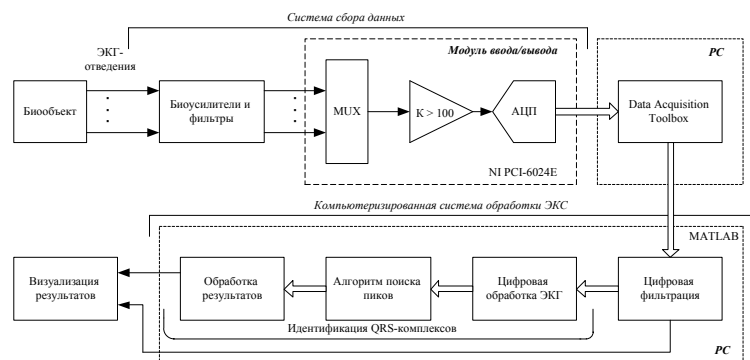 Система сбора данных
ЭКГ-
отведения
Модуль ввода/вывода
PC
Биообъект
Биоусилители и
фильтры
MUX
K > 100
АЦП
Data Acquisition
Toolbox
NI PCI-6024E
Компьютеризированная система обработки ЭКС
MATLAB
Визуализация
результатов
Обработка
результатов
Алгоритм поиска
пиков
Цифровая
обработка ЭКГ
Цифровая
фильтрация
Идентификация QRS-комплексов
PC